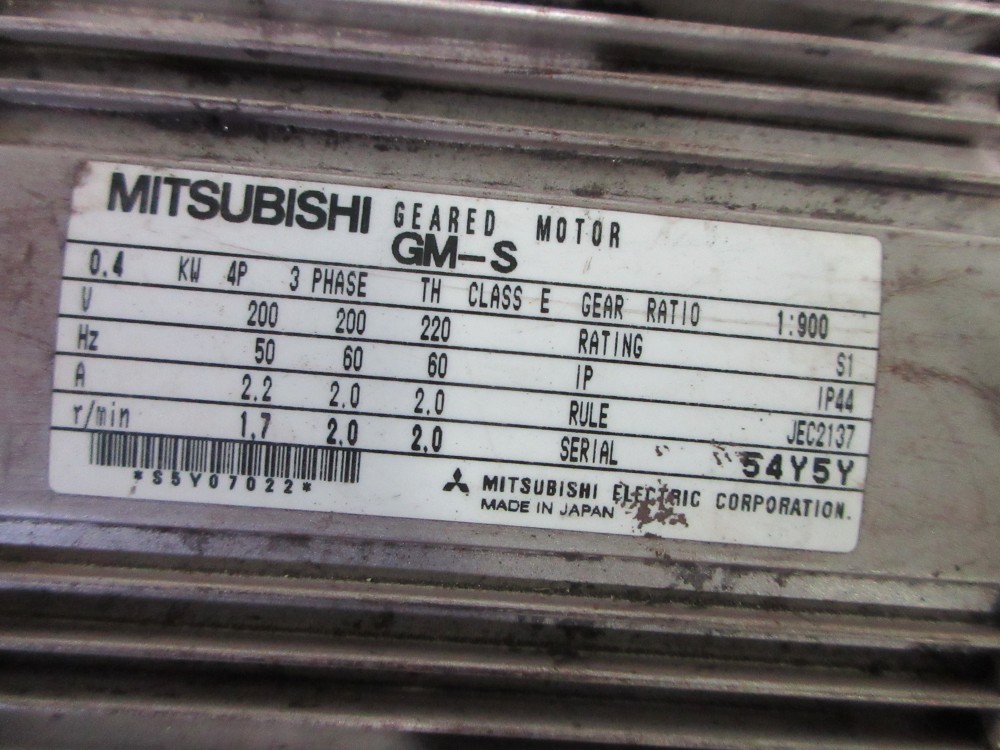 MITSUBISHI GEARED MOTOR
GM-S
0.4 KW 4P 3 PHASE TH CLASS E GEAR RATIO 1:900
V 200 200 220 RATING S1
Hz 50 60 60 IP IP44
A 2.2 2.0 2.0 RULE JEC2137
r/min 1.7 2.0 2.0 SERIAL 54Y5Y
*S5Y07022*
MITSUBISHI ELECTRIC CORPORATION.
MADE IN JAPAN